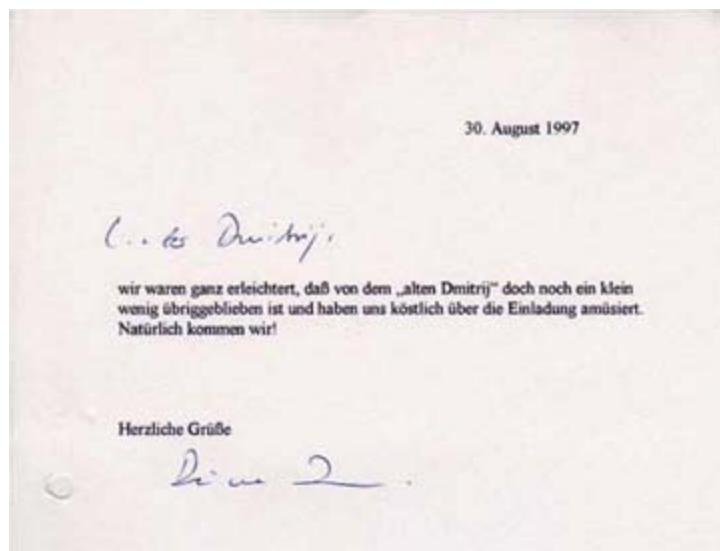 30. August 1997
Dmitrij,
wir waren ganz erleichtert, daß von dem „alten Dmitrij“ doch noch ein klein
wenig übriggeblieben ist und haben uns köstlich über die Einladung amüsiert.
Natürlich kommen wir!
Herzliche Grüße